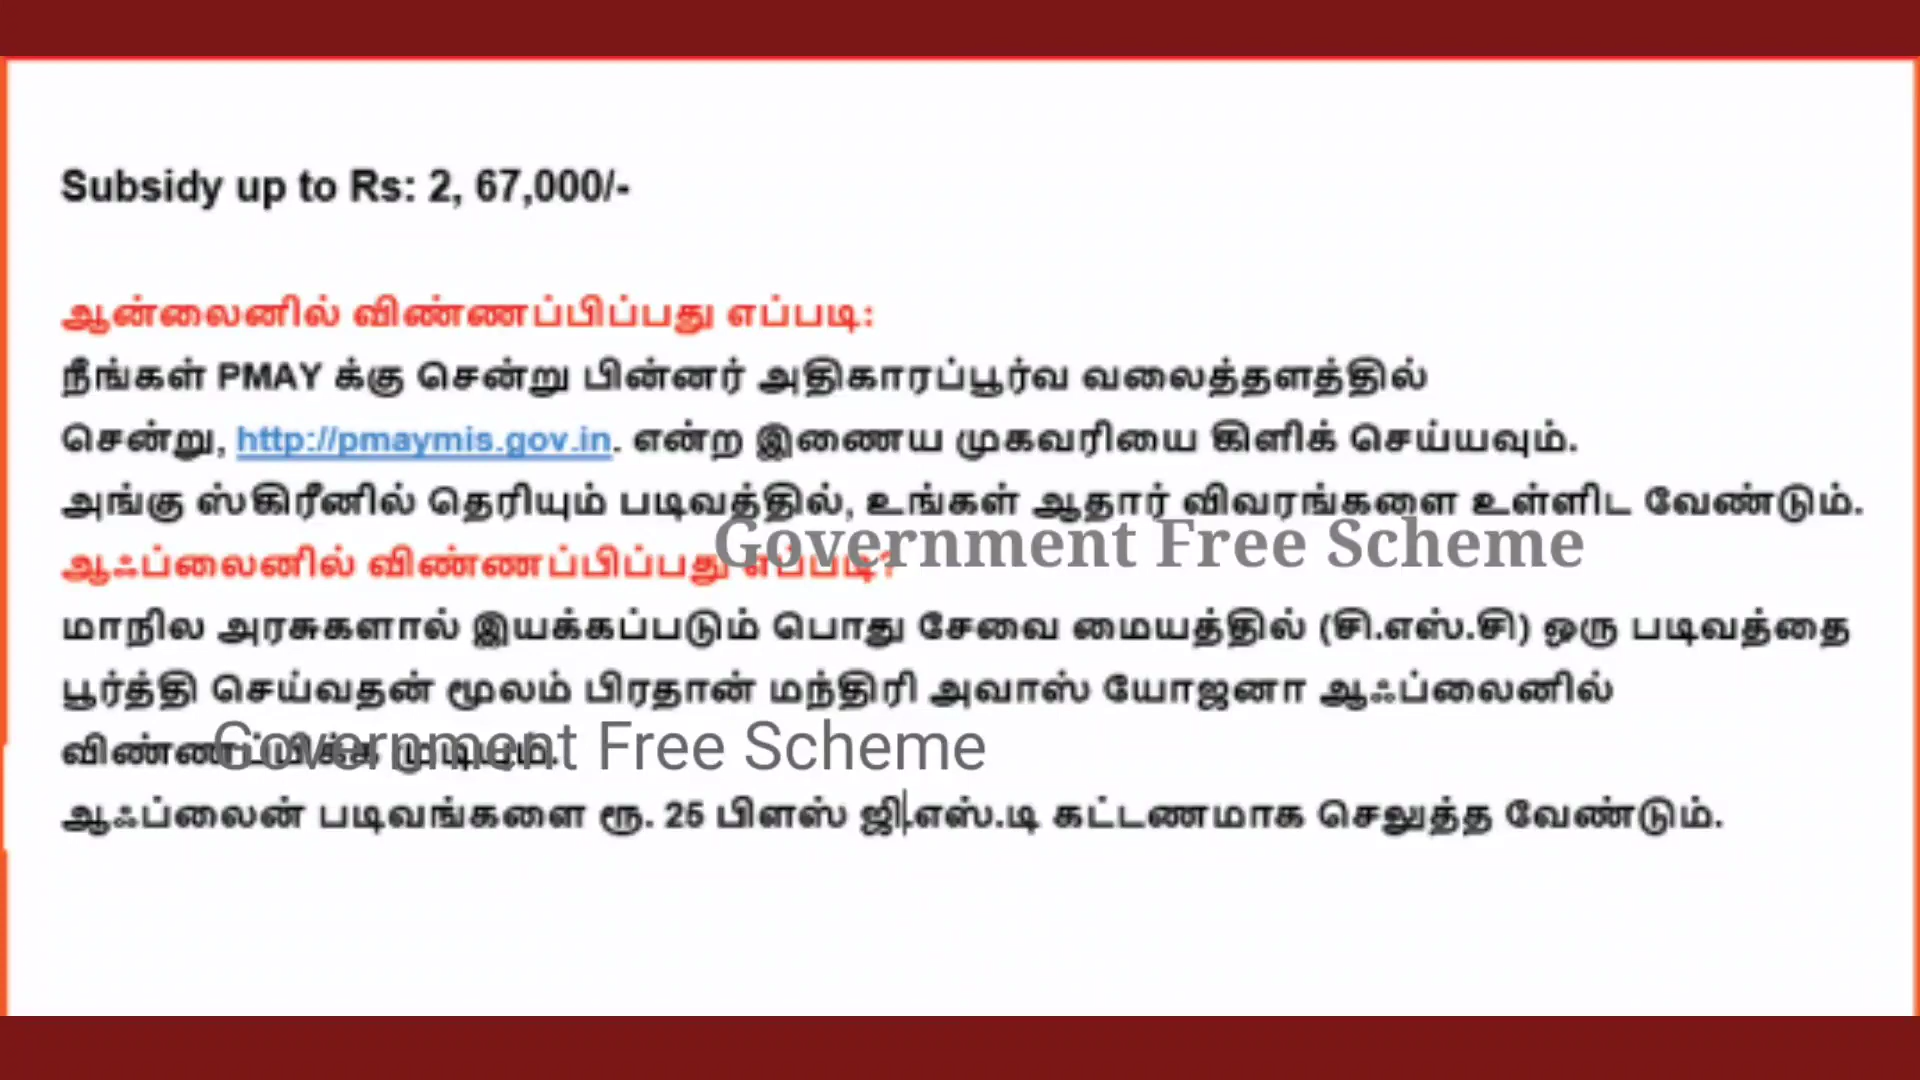 Subsidy up to Rs: 2, 67,000/-
ஆன்லைனில் விண்ணப்பிப்பது எப்படி:
நீங்கள் PMAY க்கு சென்று பின்னர் அதிகாரப்பூர்வ வலைத்தளத்தில்
சென்று, http://pmaymis.gov.in. என்ற இணைய முகவரியை கிளிக் செய்யவும்.
அங்கு ஸ்கிரீனில் தெரியும் படிவத்தில், உங்கள் ஆதார் விவரங்களை உள்ளிட வேண்டும்.
Government Free Scheme
ஆஃப்லைனில் விண்ணப்பிப்பது எப்படி?
மாநில அரசுகளால் இயக்கப்படும் பொது சேவை மையத்தில் (சி.எஸ்.சி) ஒரு படிவத்தை
பூர்த்தி செய்வதன் மூலம் பிரதான் மந்திரி அவாஸ் யோஜனா ஆஃப்லைனில்
விண்ணப்பிக்க முடியும்.
Government Free Scheme
ஆஃப்லைன் படிவங்களை ரூ. 25 பிளஸ் ஜி.எஸ்.டி கட்டணமாக செலுத்த வேண்டும்.